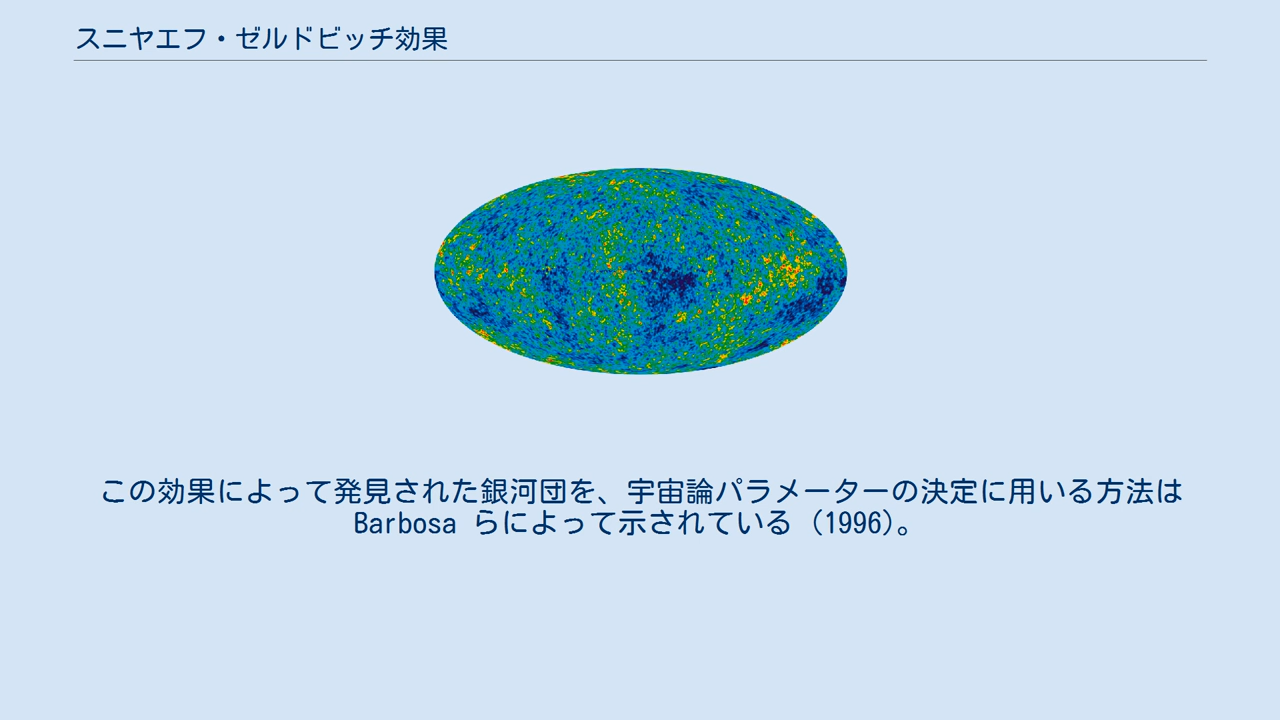 スニヤエフ・ゼルドビッチ効果
この効果によって発見された銀河団を、宇宙論パラメーターの決定に用いる方法は
Barbosa らによって示されている (1996)。